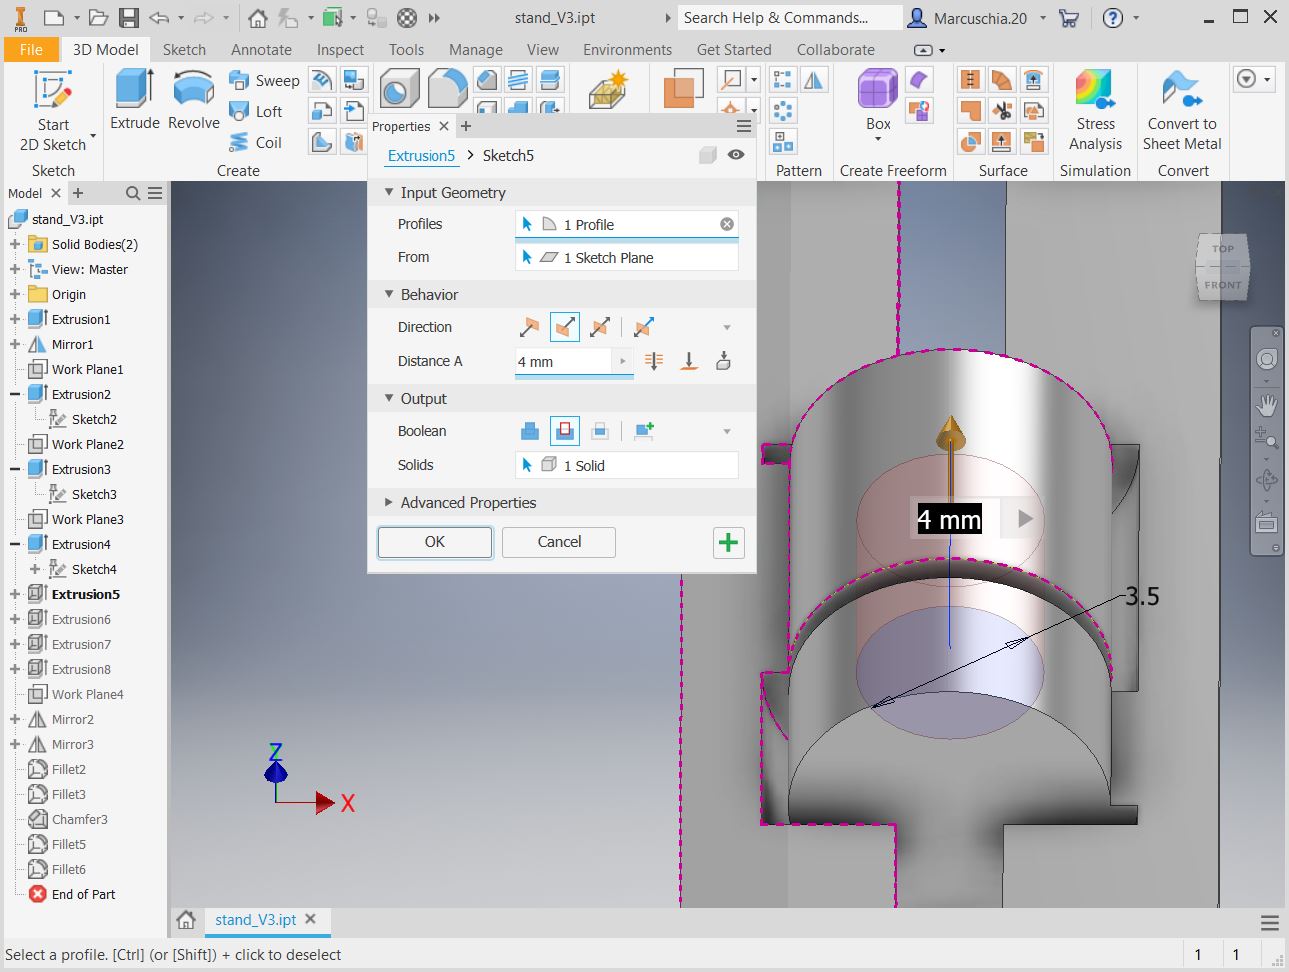 PRO
stand_V3.ipt
Search Help & Commands...
Marcuschia.20
File
3D Model
Sketch
Annotate
Inspect
Tools
Manage
View
Environments
Get Started
Collaborate
Start
2D Sketch
Extrude
Revolve
Sweep
Loft
Coil
Box
Stress
Analysis
Convert to
Sheet Metal
Sketch
Create
Pattern
Create Freeform
Surface
Simulation
Convert
Model
stand_V3.ipt
Solid Bodies(2)
View: Master
Origin
Extrusion1
Mirror1
Work Plane1
Extrusion2
Sketch2
Work Plane2
Extrusion3
Sketch3
Work Plane3
Extrusion4
Sketch4
Extrusion5
Extrusion6
Extrusion7
Extrusion8
Work Plane4
Mirror2
Mirror3
Fillet2
Fillet3
Chamfer3
Fillet5
Fillet6
End of Part
Properties
Extrusion5 > Sketch5
Input Geometry
Profiles 1 Profile
From 1 Sketch Plane
Behavior
Direction
Distance A 4 mm
Output
Boolean
Solids 1 Solid
Advanced Properties
OK
Cancel
TOP
FRONT
4 mm
3.5
Z
X
stand_V3.ipt
Select a profile. [Ctrl] (or [Shift]) + click to deselect
1 1